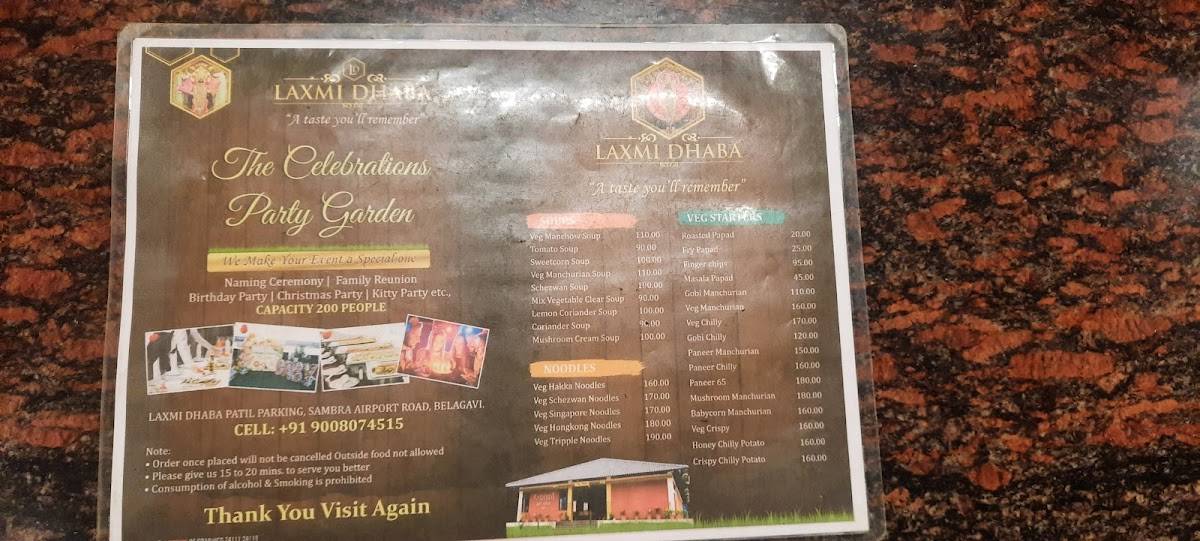 LD
LAXMI DHABA
"A taste you'll remember"
The Celebrations
Party Garden
We Make Your Event a Special one
Naming Ceremony | Family Reunion
Birthday Party | Christmas Party | Kitty Party etc.,
CAPACITY 200 PEOPLE
LAXMI DHABA PATIL PARKING, SAMBRA AIRPORT ROAD, BELAGAVI.
CELL: +91 9008074515
Note:
• Order once placed will not be cancelled Outside food not allowed
• Please give us 15 to 20 mins. to serve you better
• Consumption of alcohol & Smoking is prohibited
Thank You Visit Again
LAXMI DHABA
"A taste you'll remember"
SOUPS
Veg Manchow Soup 110.00
Tomato Soup 90.00
Sweetcorn Soup 100.00
Veg Manchurian Soup 110.00
Schezwan Soup 100.00
Mix Vegetable Clear Soup 90.00
Lemon Coriander Soup 100.00
Coriander Soup 90.00
Mushroom Cream Soup 100.00
NOODLES
Veg Hakka Noodles 160.00
Veg Schezwan Noodles 170.00
Veg Singapore Noodles 170.00
Veg Hongkong Noodles 180.00
Veg Tripple Noodles 190.00
VEG STARTERS
Roasted Papad 20.00
Fry Papad 25.00
Finger chips 95.00
Masala Papad 45.00
Gobi Manchurian 110.00
Veg Manchurian 160.00
Veg Chilly 170.00
Gobi Chilly 120.00
Paneer Manchurian 150.00
Paneer Chilly 160.00
Paneer 65 180.00
Mushroom Manchurian 180.00
Babycorn Manchurian 160.00
Veg Crispy 160.00
Honey Chilly Potato 160.00
Crispy Chilly Potato 160.00